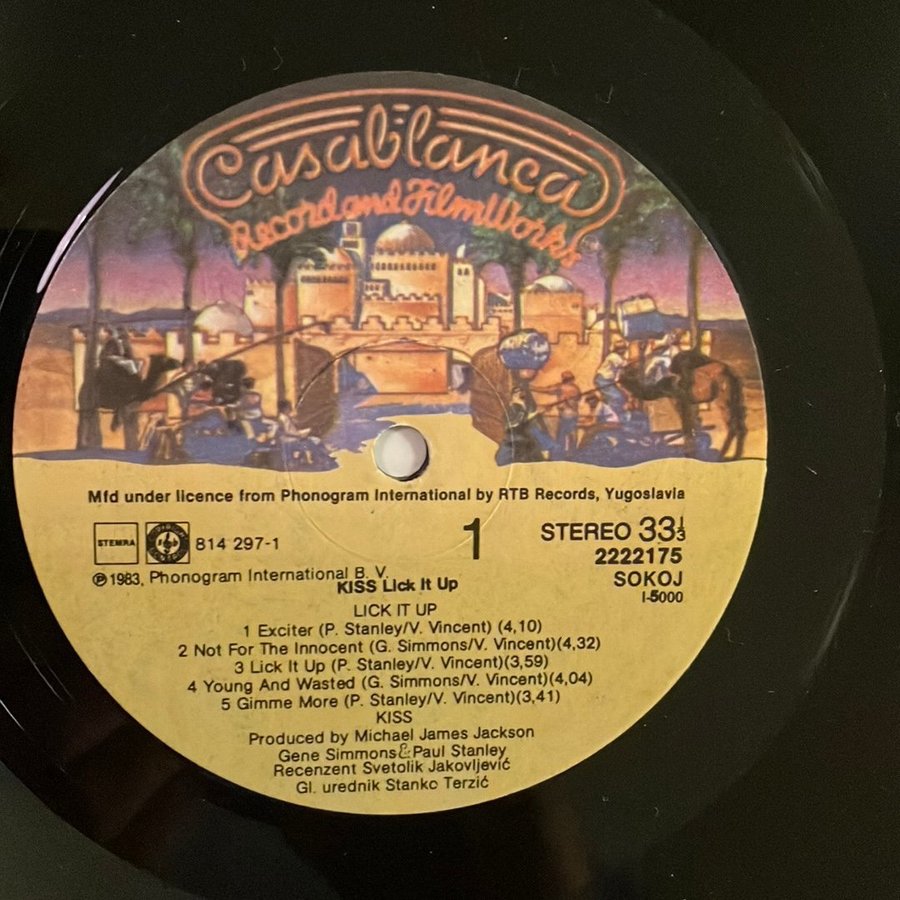 Casablanca
Record and FilmWorks
Mfd under licence from Phonogram International by RTB Records, Yugoslavia
STEMRA 814 297-1 1 STEREO 33⅓
2222175
℗1983, Phonogram International B. V. SOKOJ
KISS Lick It Up I-5000
LICK IT UP
1 Exciter (P. Stanley/V. Vincent) (4,10)
2 Not For The Innocent (G. Simmons/V. Vincent)(4,32)
3 Lick It Up (P. Stanley/V. Vincent)(3,59)
4 Young And Wasted (G. Simmons/V. Vincent)(4,04)
5 Gimme More (P. Stanley/V. Vincent)(3,41)
KISS
Produced by Michael James Jackson
Gene Simmons & Paul Stanley
Recenzent Svetolik Jakovljević
Gl. urednik Stanko Terzić